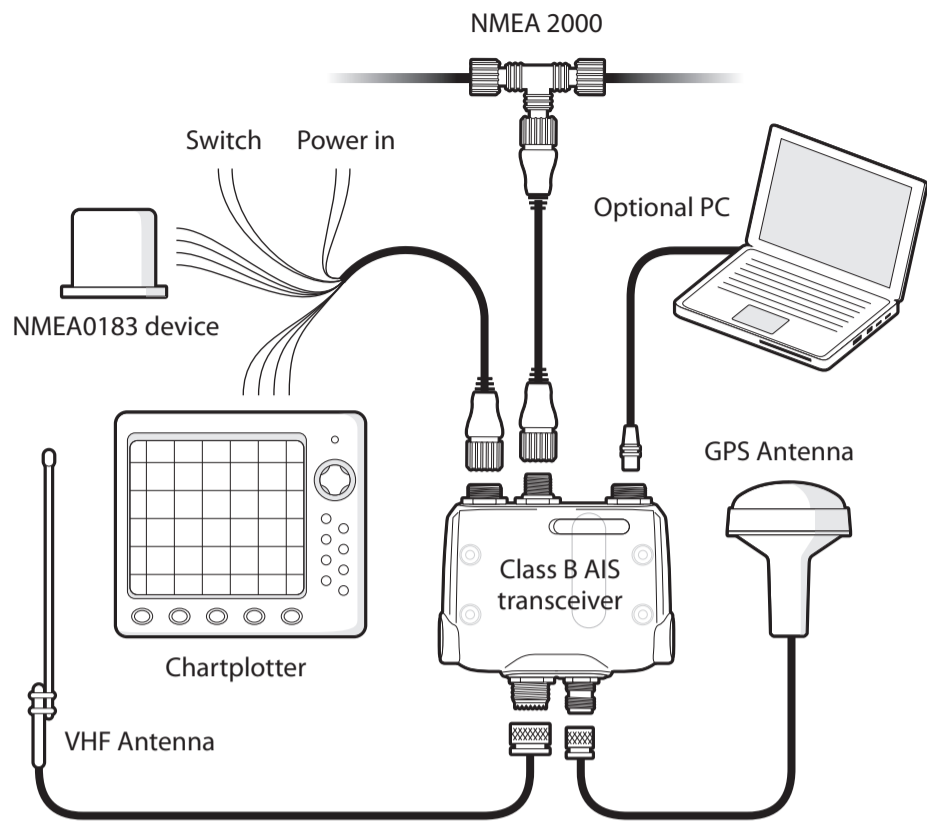 NMEA 2000
Switch
Power in
Optional PC
NMEA0183 device
GPS Antenna
Class B AIS
transceiver
Chartplotter
VHF Antenna